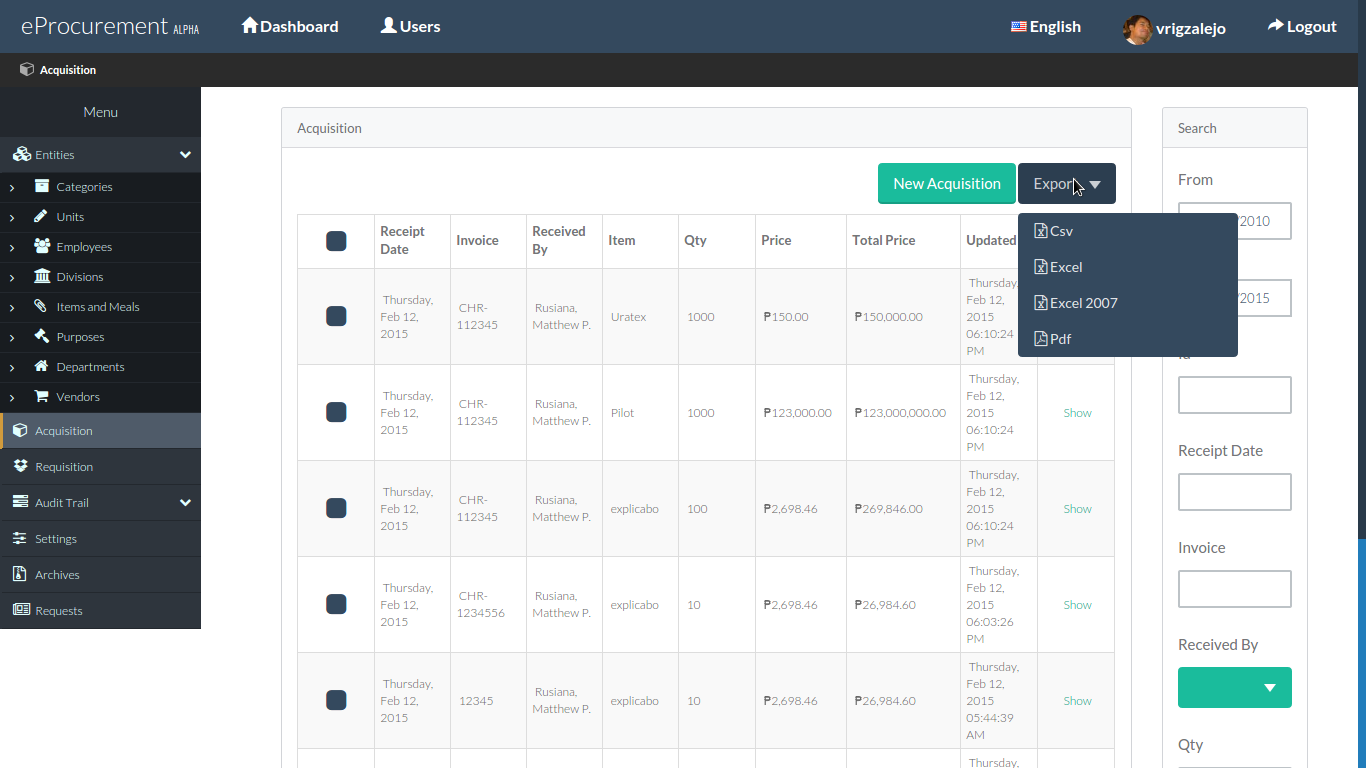 eProcurement ALPHA
Dashboard
Users
English
vrigzalejo
Logout
Acquisition
Menu
Entities
Categories
Units
Employees
Divisions
Items and Meals
Purposes
Departments
Vendors
Acquisition
Requisition
Audit Trail
Settings
Archives
Requests
Acquisition
New Acquisition
Csv
Excel
Excel 2007
Pdf
Receipt
Date
Invoice
Received
By
Item
Qty
Price
Total Price
Updated
Thursday,
Feb 12,
2015
CHR-
112345
Rusiana,
Matthew P.
Uratex
1000
₱150.00
₱150,000.00
Thursday,
Feb 12,
2015
06:10:24
PM
Thursday,
Feb 12,
2015
CHR-
112345
Rusiana,
Matthew P.
Pilot
1000
₱123,000.00
₱123,000,000.00
Thursday,
Feb 12,
2015
06:10:24
PM
Show
Thursday,
Feb 12,
2015
CHR-
112345
Rusiana,
Matthew P.
explicabo
100
₱2,698.46
₱269,846.00
Thursday,
Feb 12,
2015
06:10:24
PM
Show
Thursday,
Feb 12,
2015
CHR-
1234556
Rusiana,
Matthew P.
explicabo
10
₱2,698.46
₱26,984.60
Thursday,
Feb 12,
2015
06:03:26
PM
Show
Thursday,
Feb 12,
2015
12345
Rusiana,
Matthew P.
explicabo
10
₱2,698.46
₱26,984.60
Thursday,
Feb 12,
2015
05:44:39
AM
Show
Thursday,
Search
From
/2010
/2015
Receipt Date
Invoice
Received By
Qty